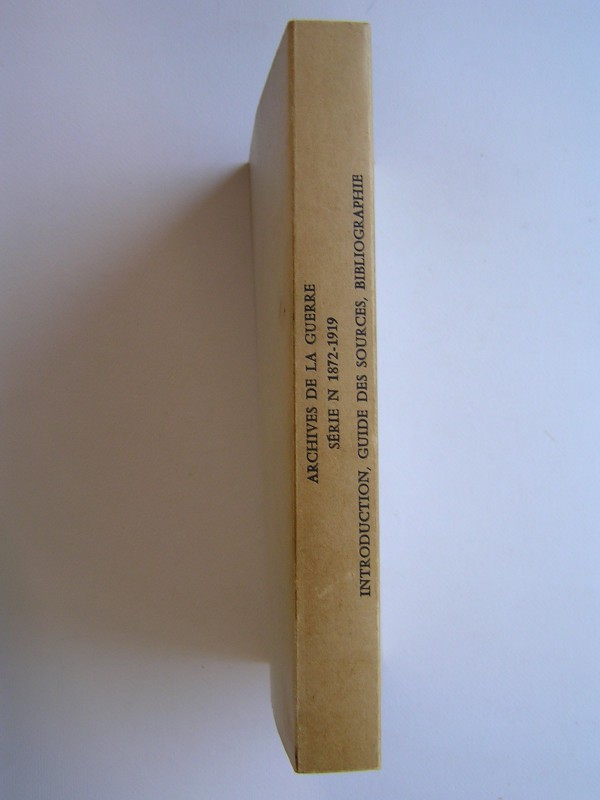 ARCHIVES DE LA GUERRE
SÉRIE N 1872-1919
INTRODUCTION, GUIDE DES SOURCES, BIBLIOGRAPHIE